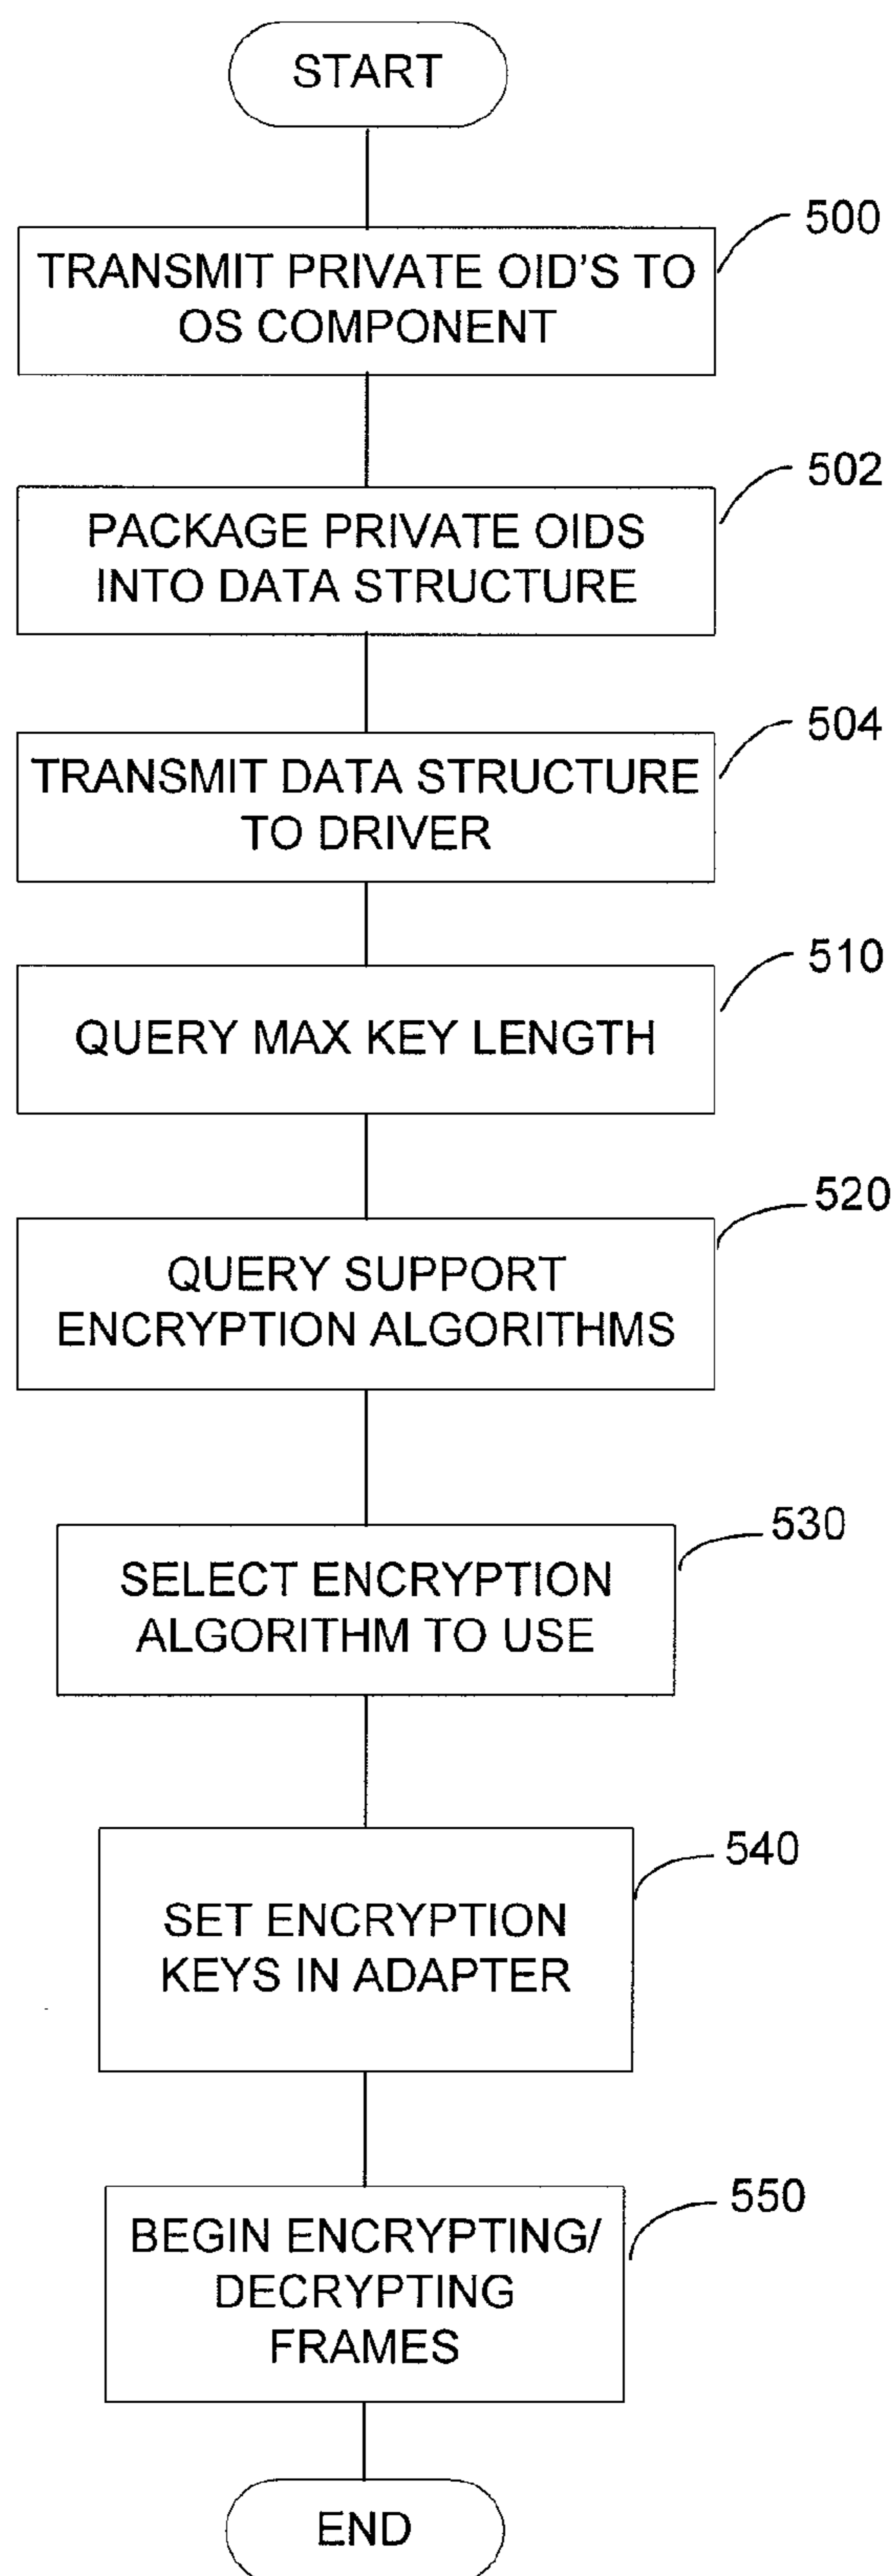 START
500
TRANSMIT PRIVATE OID'S TO
OS COMPONENT
502
PACKAGE PRIVATE OIDS
INTO DATA STRUCTURE
504
TRANSMIT DATA STRUCTURE
TO DRIVER
510
QUERY MAX KEY LENGTH
520
QUERY SUPPORT
ENCRYPTION ALGORITHMS
530
SELECT ENCRYPTION
ALGORITHM TO USE
540
SET ENCRYPTION
KEYS IN ADAPTER
550
BEGIN ENCRYPTING/
DECRYPTING
FRAMES
END